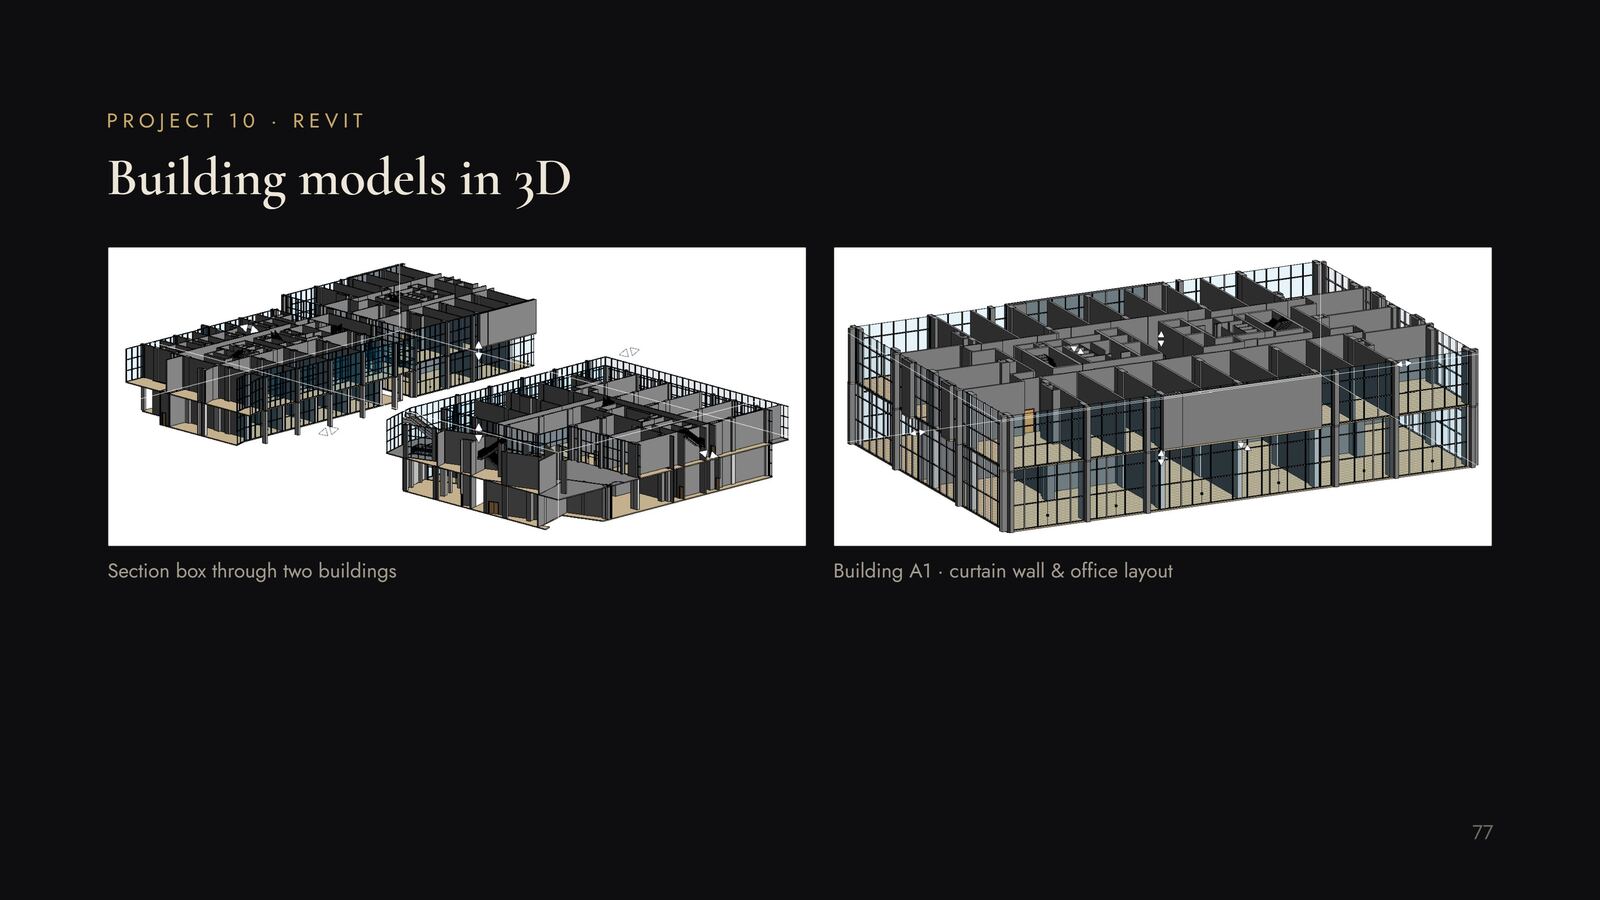 PROJECT 10 · REVIT
Building models in 3D
Section box through two buildings
Building A1 · curtain wall & office layout
77